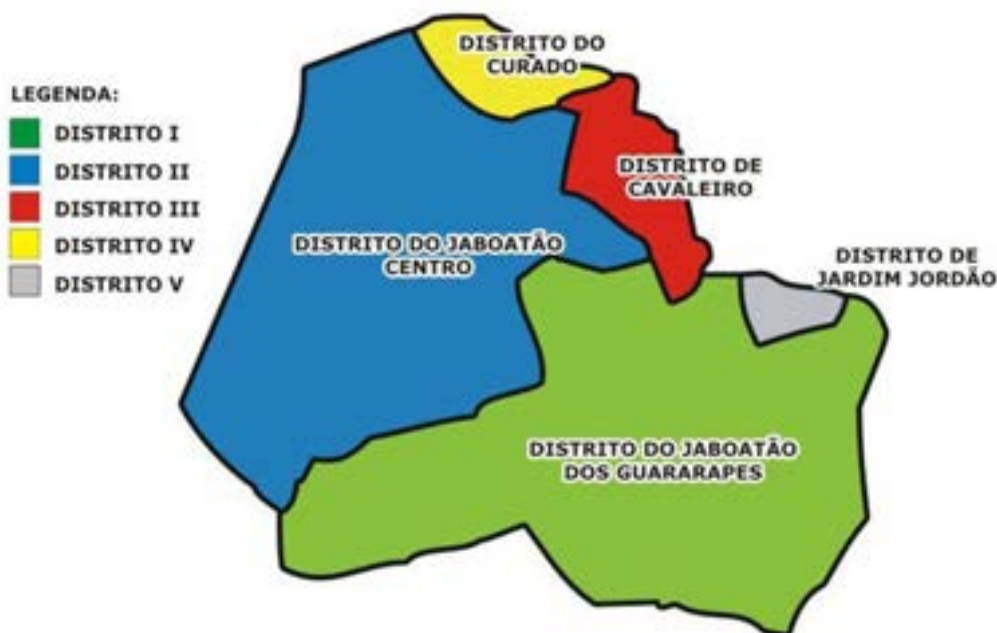 LEGENDA:
DISTRITO I
DISTRITO II
DISTRITO III
DISTRITO IV
DISTRITO V
DISTRITO DO
CURADO
DISTRITO DE
CAVALEIRO
DISTRITO DO JABOATÃO
CENTRO
DISTRITO DE
JARDIM JORDÃO
DISTRITO DO JABOATÃO
DOS GUARARAPES